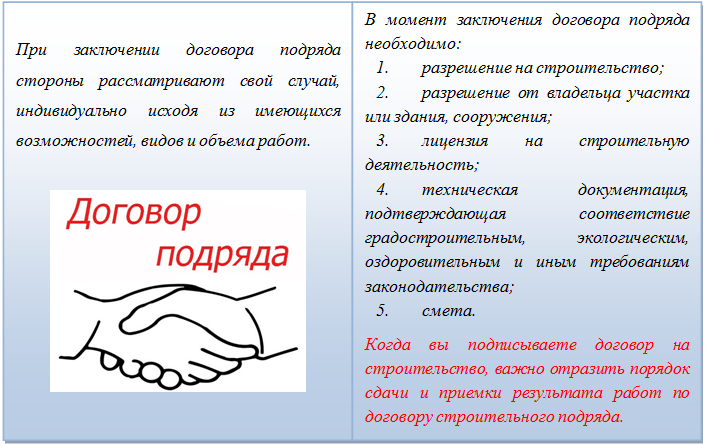 При заключении договора подряда
стороны рассматривают свой случай,
индивидуально исходя из имеющихся
возможностей, видов и объема работ.
Договор
подряда
В момент заключения договора подряда
необходимо:
1. разрешение на строительство;
2. разрешение от владельца участка
или здания, сооружения;
3. лицензия на строительную
деятельность;
4. техническая документация,
подтверждающая соответствие
градостроительным, экологическим,
оздоровительным и иным требованиям
законодательства;
5. смета.
Когда вы подписываете договор на
строительство, важно отразить порядок
сдачи и приемки результата работ по
договору строительного подряда.